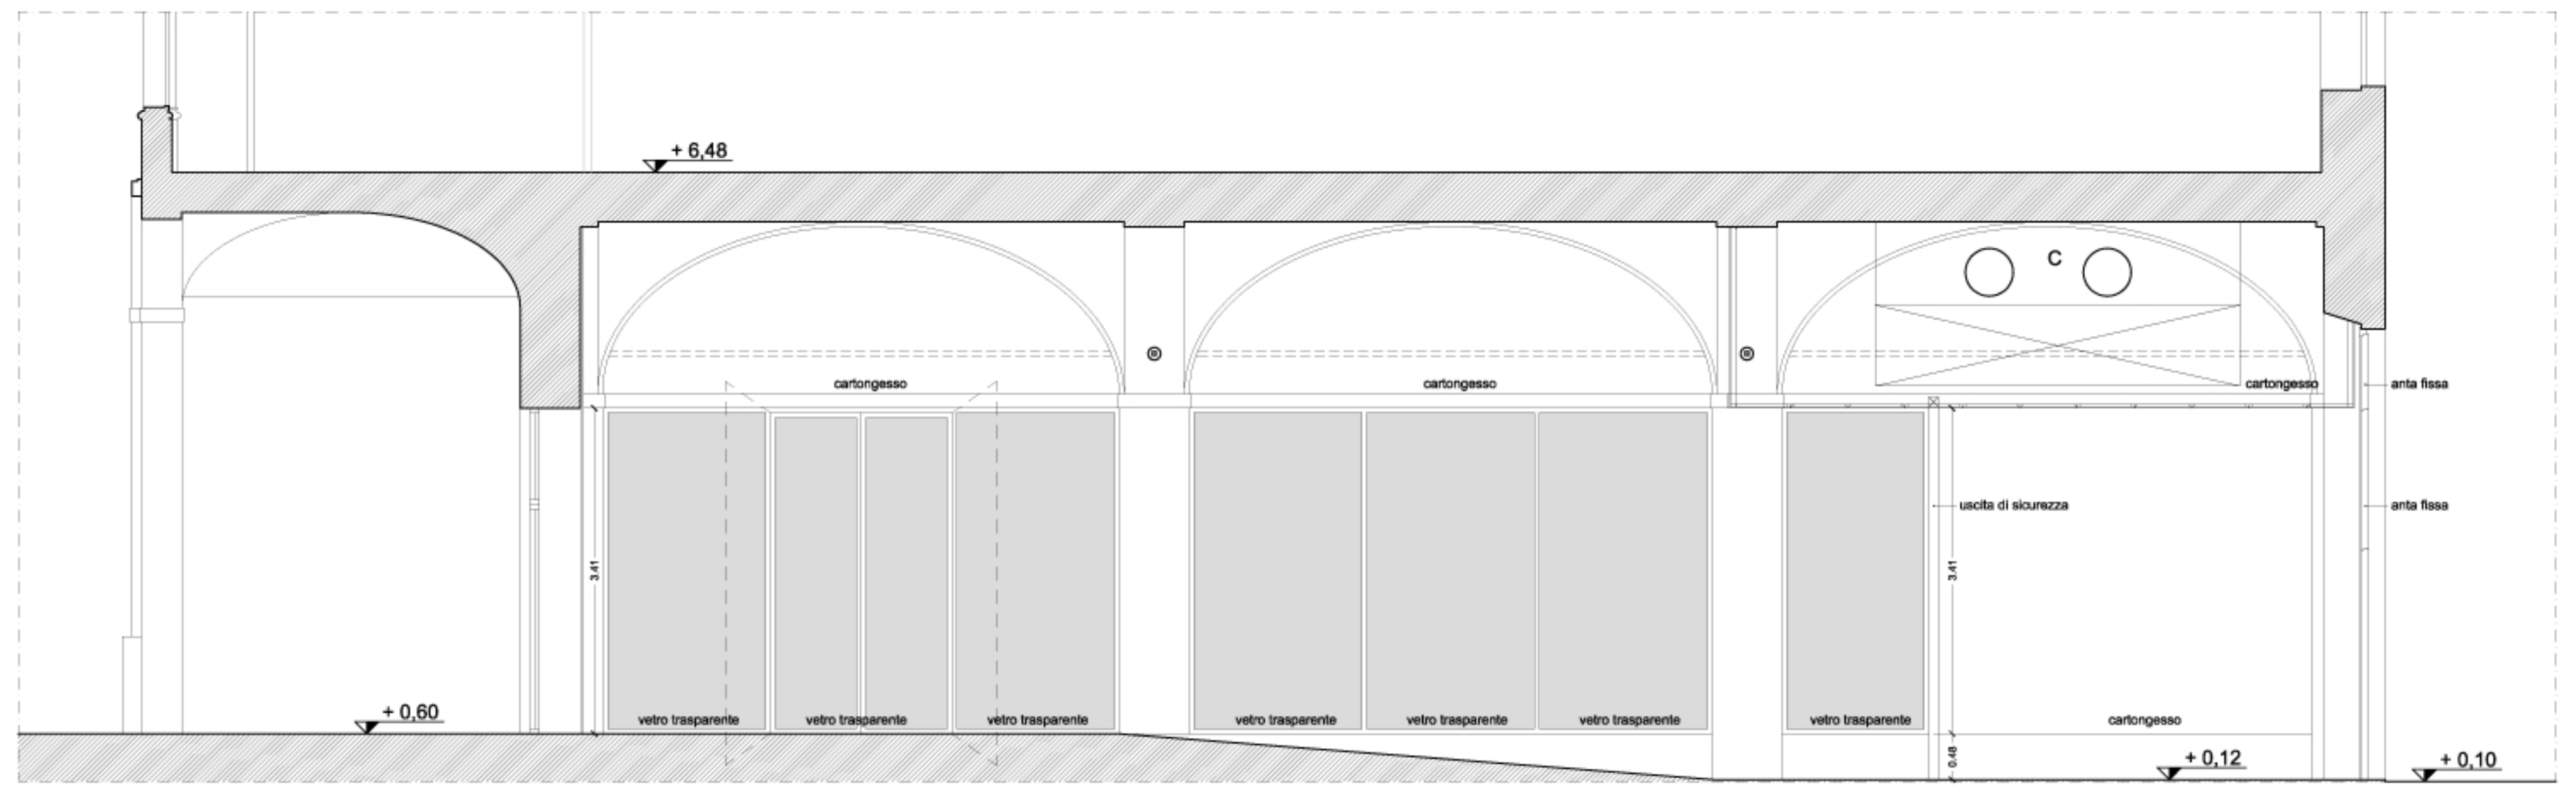 + 6,48
C
cartongesso
cartongesso
cartongesso
anta fissa
uscita di sicurezza
anta fissa
3.41
3.41
+ 0,60
vetro trasparente
vetro trasparente
vetro trasparente
vetro trasparente
vetro trasparente
vetro trasparente
vetro trasparente
cartongesso
0.48
+ 0,12
+ 0,10